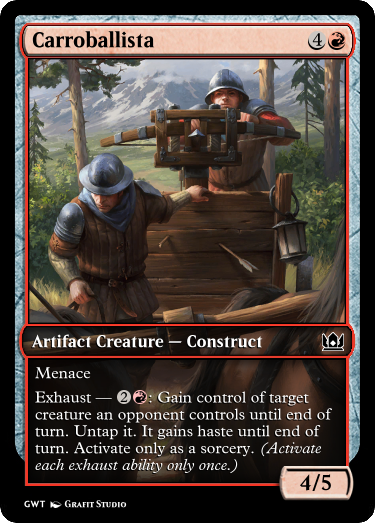 Carroballista 4
Artifact Creature — Construct
Menace
Exhaust — 2 : Gain control of target
creature an opponent controls until end of
turn. Untap it. It gains haste until end of
turn. Activate only as a sorcery. (Activate
each exhaust ability only once.)
4/5
GWT Grafit Studio